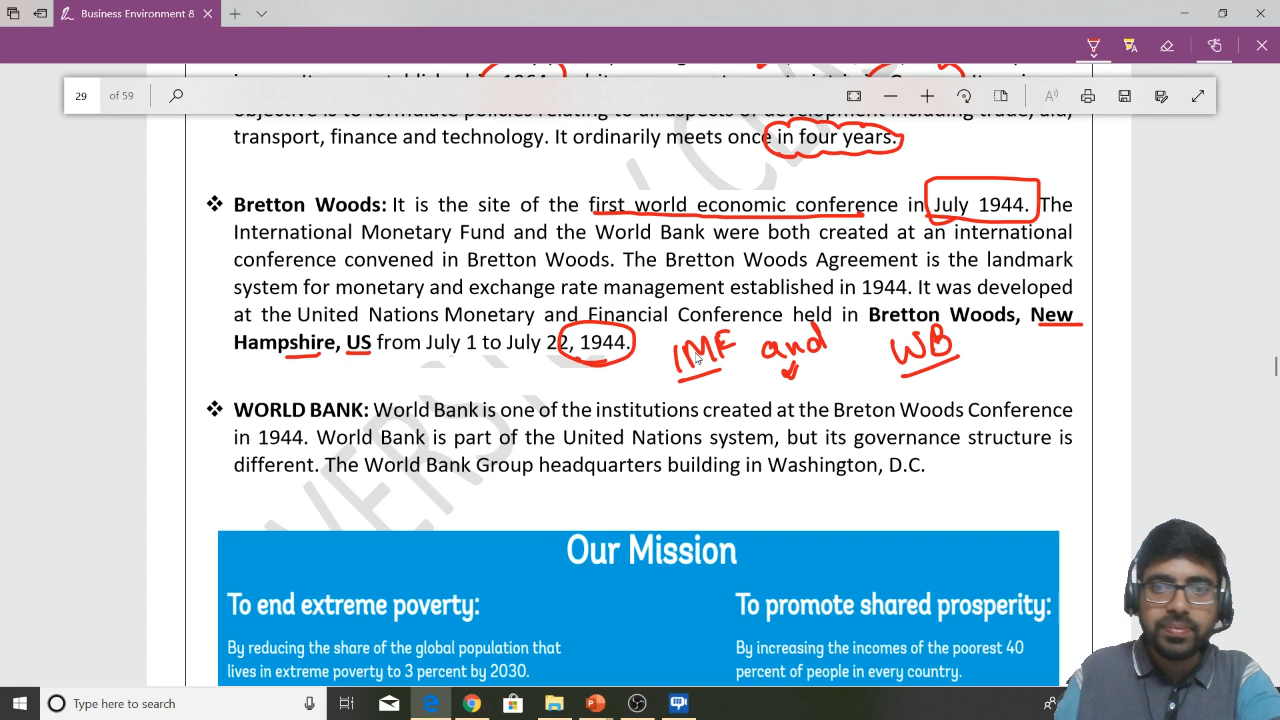 Business Environment 8
29 of 59
transport, finance and technology. It ordinarily meets once in four years.
❖ Bretton Woods: It is the site of the first world economic conference in July 1944. The
International Monetary Fund and the World Bank were both created at an international
conference convened in Bretton Woods. The Bretton Woods Agreement is the landmark
system for monetary and exchange rate management established in 1944. It was developed
at the United Nations Monetary and Financial Conference held in Bretton Woods, New
Hampshire, US from July 1 to July 22, 1944.
IMF and WB
❖ WORLD BANK: World Bank is one of the institutions created at the Breton Woods Conference
in 1944. World Bank is part of the United Nations system, but its governance structure is
different. The World Bank Group headquarters building in Washington, D.C.
Our Mission
To end extreme poverty: To promote shared prosperity:
By reducing the share of the global population that By increasing the incomes of the poorest 40
lives in extreme poverty to 3 percent by 2030. percent of people in every country.
Type here to search